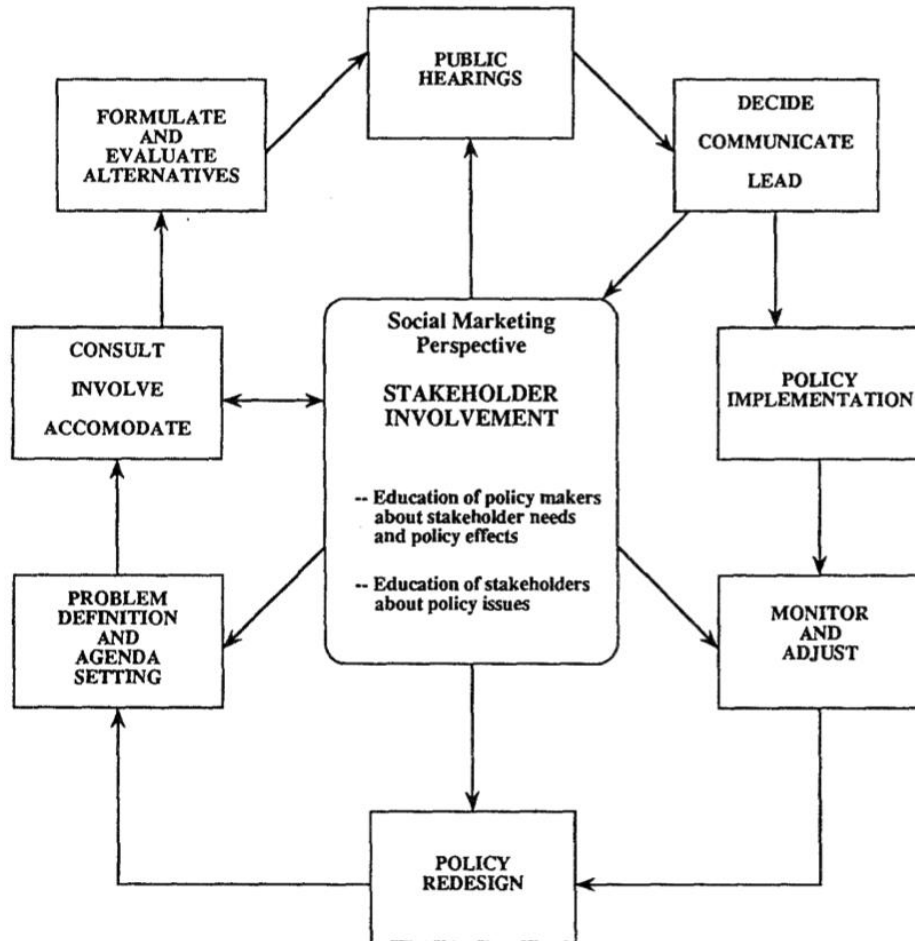 PUBLIC
HEARINGS
FORMULATE
AND
EVALUATE
ALTERNATIVES
DECIDE
COMMUNICATE
LEAD
CONSULT
INVOLVE
ACCOMODATE
Social Marketing
Perspective
STAKEHOLDER
INVOLVEMENT
-- Education of policy makers
about stakeholder needs
and policy effects
-- Education of stakeholders
about policy issues
POLICY
IMPLEMENTATION
PROBLEM
DEFINITION
AND
AGENDA
SETTING
MONITOR
AND
ADJUST
POLICY
REDESIGN